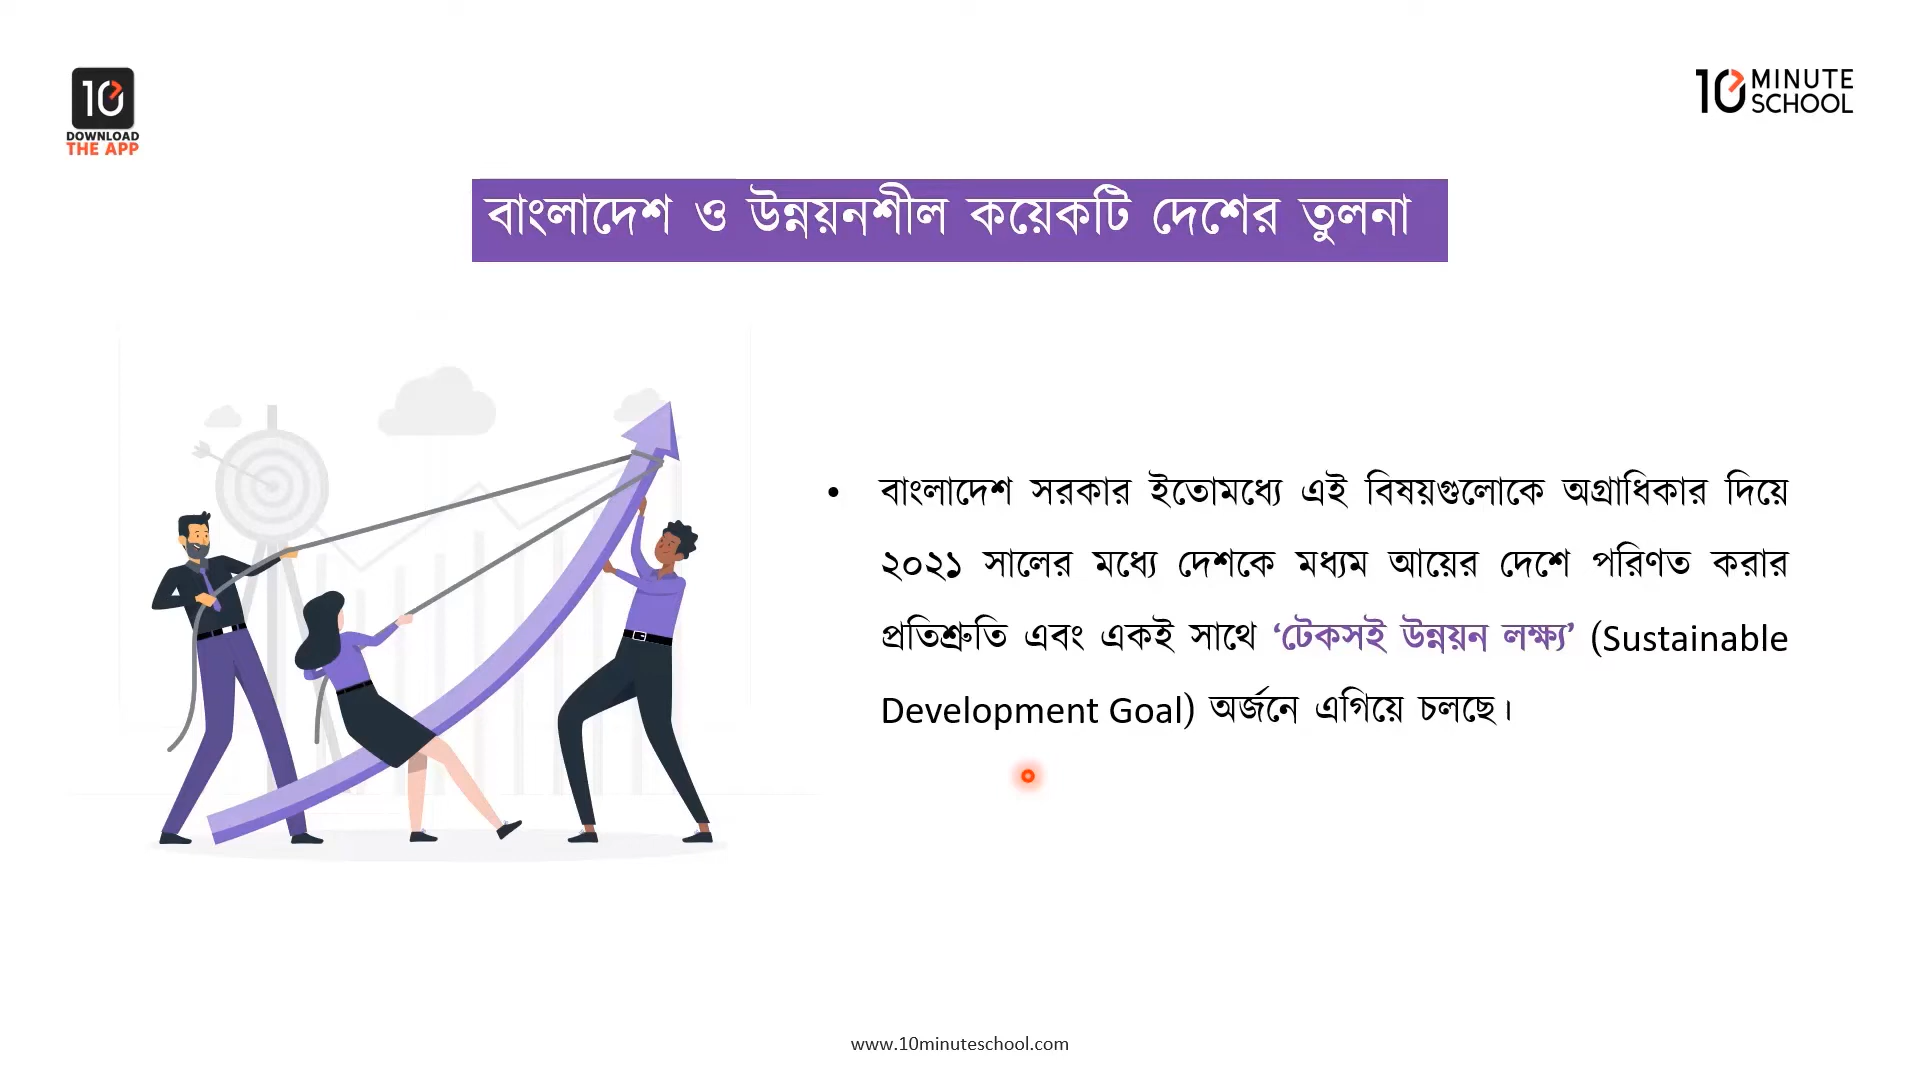 10
DOWNLOAD
THE APP
10 MINUTE
SCHOOL
বাংলাদেশ ও উন্নয়নশীল কয়েকটি দেশের তুলনা
• বাংলাদেশ সরকার ইতোমধ্যে এই বিষয়গুলোকে অগ্রাধিকার দিয়ে
২০২১ সালের মধ্যে দেশকে মধ্যম আয়ের দেশে পরিণত করার
প্রতিশ্রুতি এবং একই সাথে ‘টেকসই উন্নয়ন লক্ষ্য’ (Sustainable
Development Goal) অর্জনে এগিয়ে চলছে।
www.10minuteschool.com